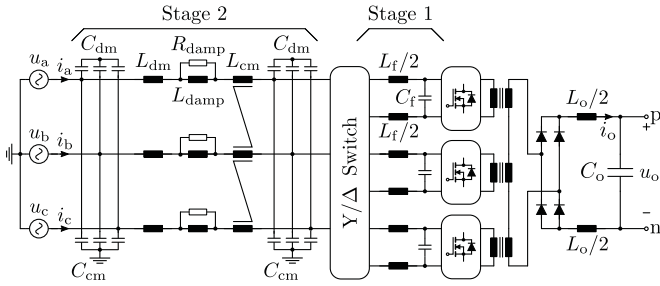 Stage 2
Stage 1
C_dm
R_damp
C_dm
u_a
i_a
L_dm
L_cm
L_f/2
L_damp
C_f
L_o/2
p
+
i_o
u_b
i_b
L_f/2
Y/Δ Switch
C_o
u_o
u_c
i_c
−
n
L_o/2
C_cm
C_cm